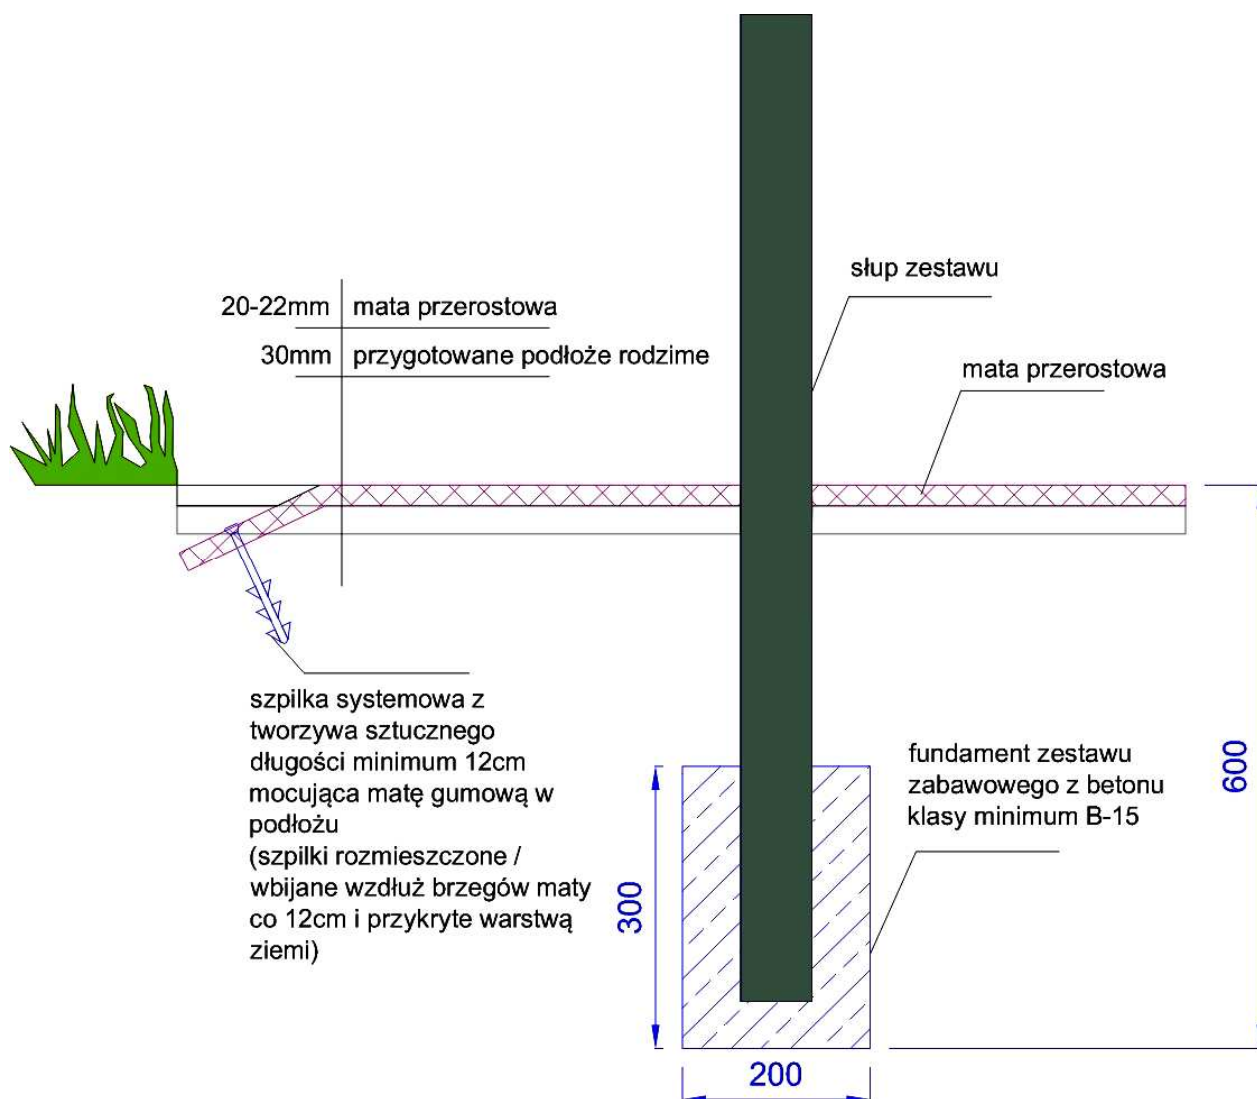 słup zestawu
20-22mm mata przerostowa
30mm przygotowane podłoże rodzime
mata przerostowa
szpilka systemowa z
tworzywa sztucznego
długości minimum 12cm
mocująca matę gumową w
podłożu
(szpilki rozmieszczone /
wbijane wzdłuż brzegów maty
co 12cm i przykryte warstwą
ziemi)
fundament zestawu
zabawowego z betonu
klasy minimum B-15
600
300
200